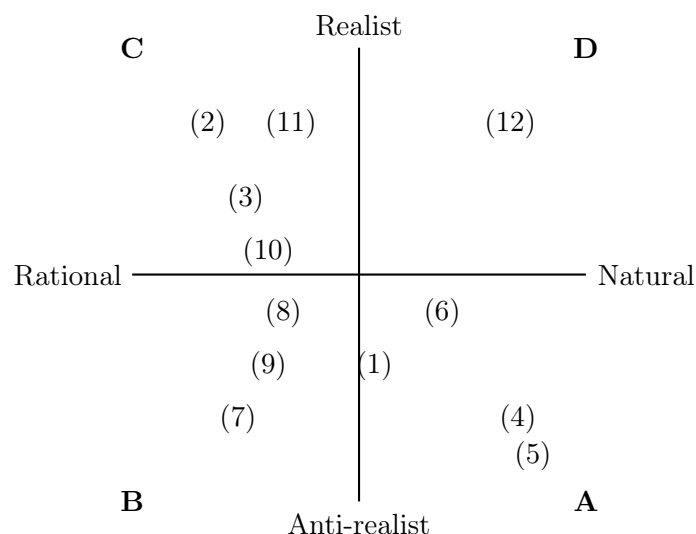 Realist
C D
(2) (11) (12)
(3)
(10)
Rational Natural
(8) (6)
(9) (1)
(7) (4)
(5)
B A
Anti-realist